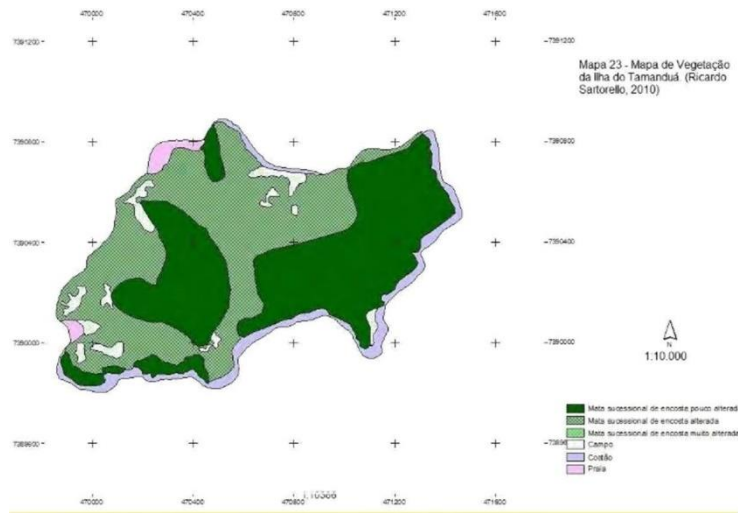 470000 470400 470800 471200 471600
7391200 7391200
Mapa 23 - Mapa de Vegetação
da Ilha do Tamanduá. (Ricardo
Sartorello, 2010)
7390800 7390800
7390400 7390400
7390000 7390000
N
1:10.000
Mata sucessional de encosta pouco alterada
Mata sucessional de encosta alterada
Mata sucessional de encosta muito alterada
Campo
Costão
Praia
7389600
470000 470400 470800 471200 471600